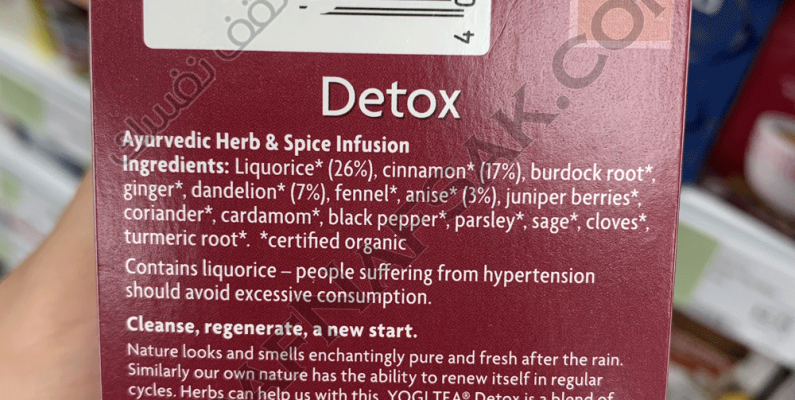 Detox
Ayurvedic Herb & Spice Infusion
Ingredients: Liquorice* (26%), cinnamon* (17%), burdock root*,
ginger*, dandelion* (7%), fennel*, anise* (3%), juniper berries*,
coriander*, cardamom*, black pepper*, parsley*, sage*, cloves*,
turmeric root*. *certified organic
Contains liquorice – people suffering from hypertension
should avoid excessive consumption.
Cleanse, regenerate, a new start.
Nature looks and smells enchantingly pure and fresh after the rain.
Similarly our own nature has the ability to renew itself in regular
cycles. Herbs can help us with this. YOGI TEA® Detox is a blend of